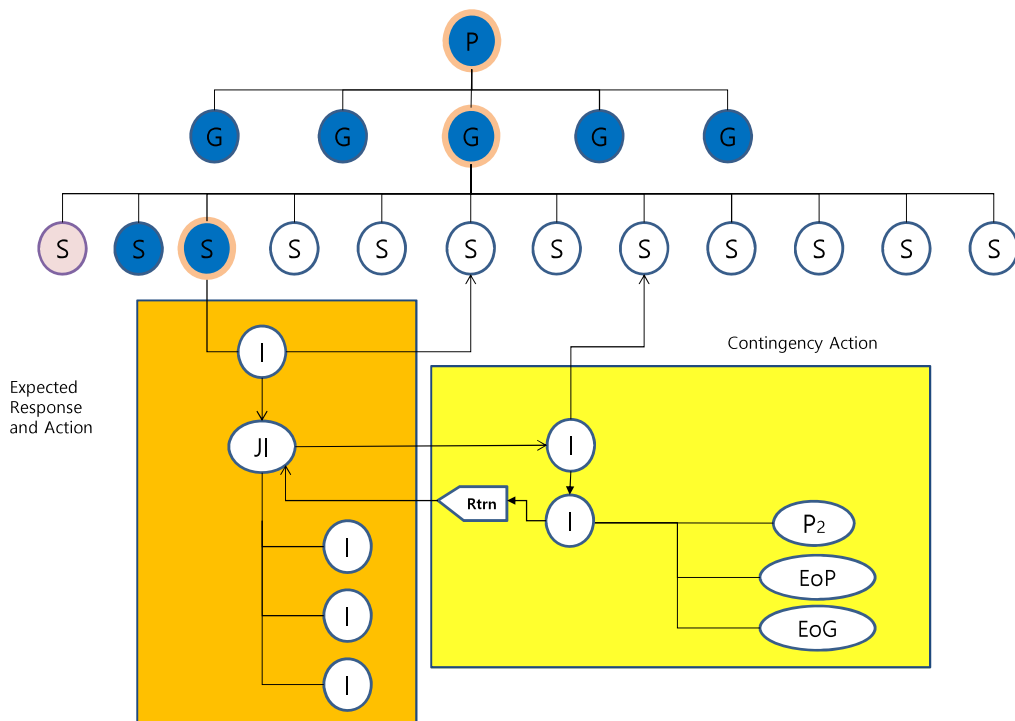 P
G G G G G
S S S S S S S S S S S S
Contingency Action
I
Expected
Response
and Action
JI
I
Rtrn
I
P2
I
EoP
I
EoG
I